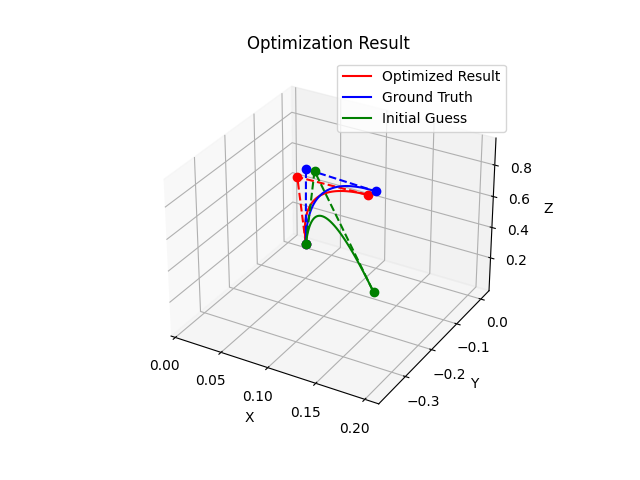 Optimization Result
Optimized Result
Ground Truth
Initial Guess
0.8
0.6
0.4
0.2
Z
0.0
−0.1
−0.2
−0.3
Y
0.00
0.05
0.10
0.15
0.20
X